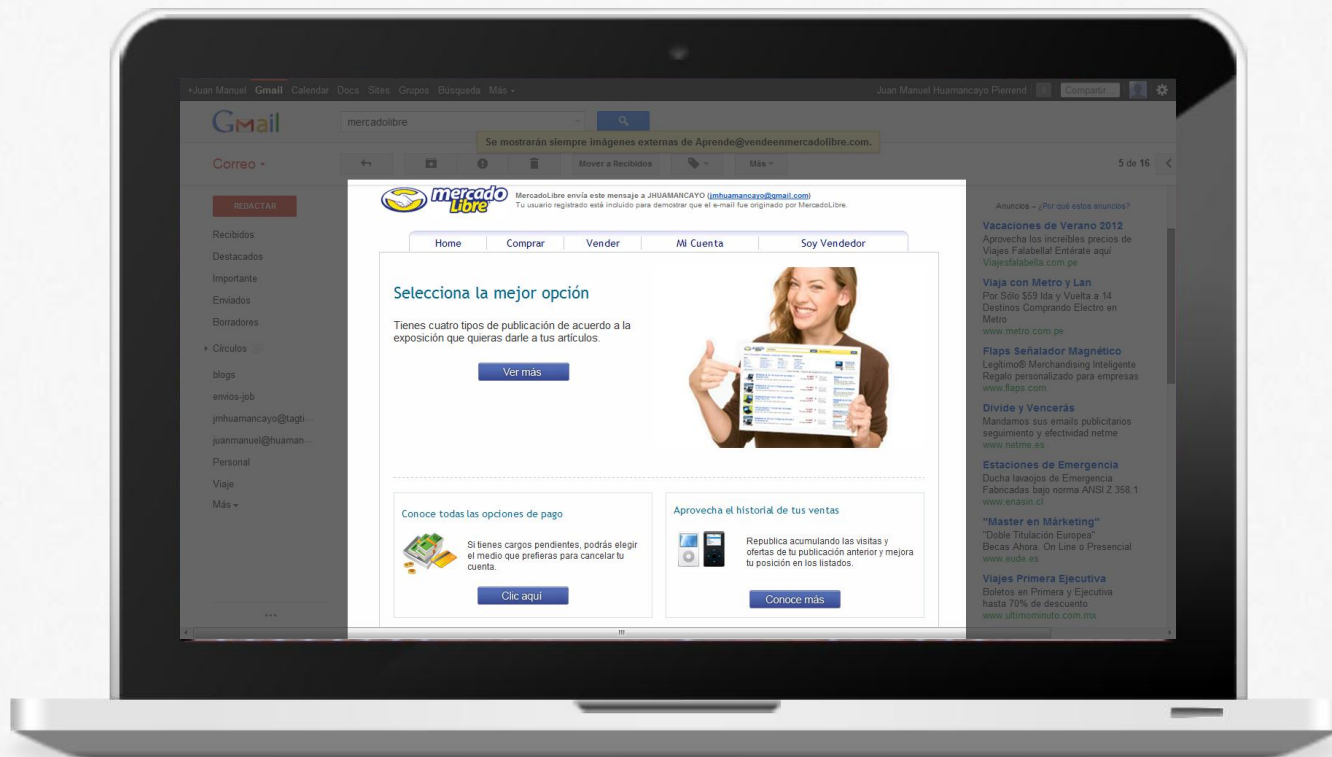 +Juan Manuel Gmail Calendar Docs Sites Grupos Búsqueda Más
Juan Manuel Huamancayo Pierrend Compartir...
Gmail
mercadolibre
Se mostrarán siempre imágenes externas de Aprende@vendeenmercadolibre.com.
Correo
Mover a Recibidos
Más
5 de 16
REDACTAR
Recibidos
Destacados
Importante
Enviados
Borradores
Círculos
blogs
envios-job
jmhuamancayo@tagti...
juanmanuel@huaman...
Personal
Viaje
Más
mercado
Libre
MercadoLibre envía este mensaje a JHUAMANCAYO (jmhuamancayo@gmail.com)
Tu usuario registrado está incluido para demostrar que el e-mail fue originado por MercadoLibre.
Home Comprar Vender Mi Cuenta Soy Vendedor
Selecciona la mejor opción
Tienes cuatro tipos de publicación de acuerdo a la
exposición que quieras darle a tus artículos.
Ver más
Conoce todas las opciones de pago
Si tienes cargos pendientes, podrás elegir
el medio que prefieras para cancelar tu
cuenta.
Clic aquí
Aprovecha el historial de tus ventas
Republica acumulando las visitas y
ofertas de tu publicación anterior y mejora
tu posición en los listados.
Conoce más
Anuncios – ¿Por qué estos anuncios?
Vacaciones de Verano 2012
Aprovecha los increíbles precios de
Viajes Falabella! Entérate aquí
Viajesfalabella.com.pe
Viaja con Metro y Lan
Por Sólo $59 Ida y Vuelta a 14
Destinos Comprando Electro en
Metro
www.metro.com.pe
Flaps Señalador Magnético
Legítimo® Merchandising Inteligente
Regalo personalizado para empresas
www.flaps.com
Divide y Vencerás
Mandamos sus emails publicitarios
seguimiento y efectividad netme
www.netme.es
Estaciones de Emergencia
Ducha lavaojos de Emergencia
Fabricadas bajo norma ANSI Z 358.1
www.enasin.cl
"Master en Márketing"
"Doble Titulación Europea"
Becas Ahora. On Line o Presencial
www.eude.es
Viajes Primera Ejecutiva
Boletos en Primera y Ejecutiva
hasta 70% de descuento
www.ultimominuto.com.mx